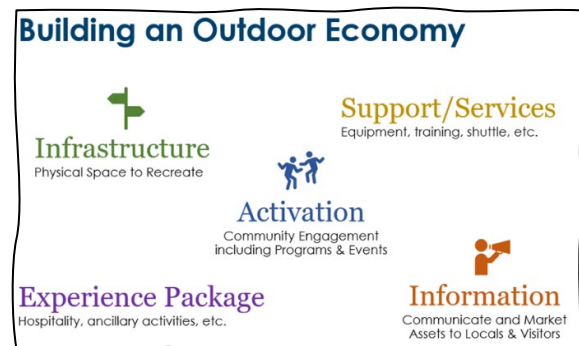 Building an Outdoor Economy
Support/Services
Equipment, training, shuttle, etc.
Infrastructure
Physical Space to Recreate
Activation
Community Engagement
including Programs & Events
Experience Package
Hospitality, ancillary activities, etc.
Information
Communicate and Market
Assets to Locals & Visitors